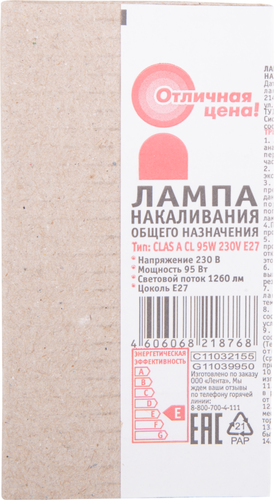 Отличная
цена!
ЛАМПА
НАКАЛИВАНИЯ
ОБЩЕГО НАЗНАЧЕНИЯ
Тип: CLAS A CL 95W 230V E27
* Напряжение 230 В
* Мощность 95 Вт
* Световой поток 1260 лм
* Цоколь E27
4 606068 218768
ЭНЕРГЕТИЧЕСКАЯ
ЭФФЕКТИВНОСТЬ
A
B
C
D
E
F
G
E
C11032155
G11039950
Изготовлено по заказу
ООО «Лента». Мы
ждем ваши отзывы
по телефону горячей
линии:
8-800-700-4-111
EAC
21
PAP